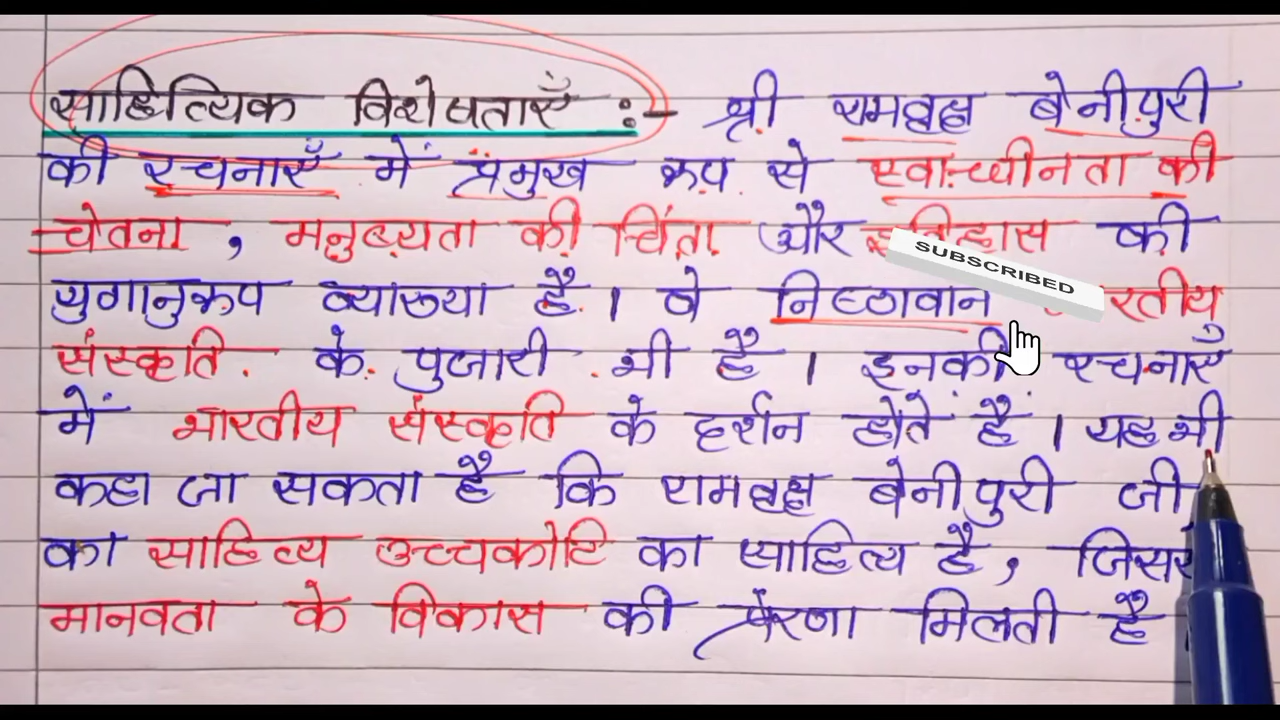 साहित्यिक विशेषताएँ :- श्री रामवृक्ष बेनीपुरी
की रचनाएँ में प्रमुख रूप से स्वाधीनता की
चेतना , मनुष्यता की चिंता और इतिहास की
SUBSCRIBED
युगानुरूप व्याख्या है । वे निष्ठावान रतीय
संस्कृति के पुजारी भी है । इनकी रचनाएँ
में भारतीय संस्कृति के दर्शन होते हैं । यह भी
कहा जा सकता है कि रामवृक्ष बेनीपुरी जी
का साहित्य उच्चकोटि का साहित्य है , जिस
मानवता के विकास की प्रेरणा मिलती है